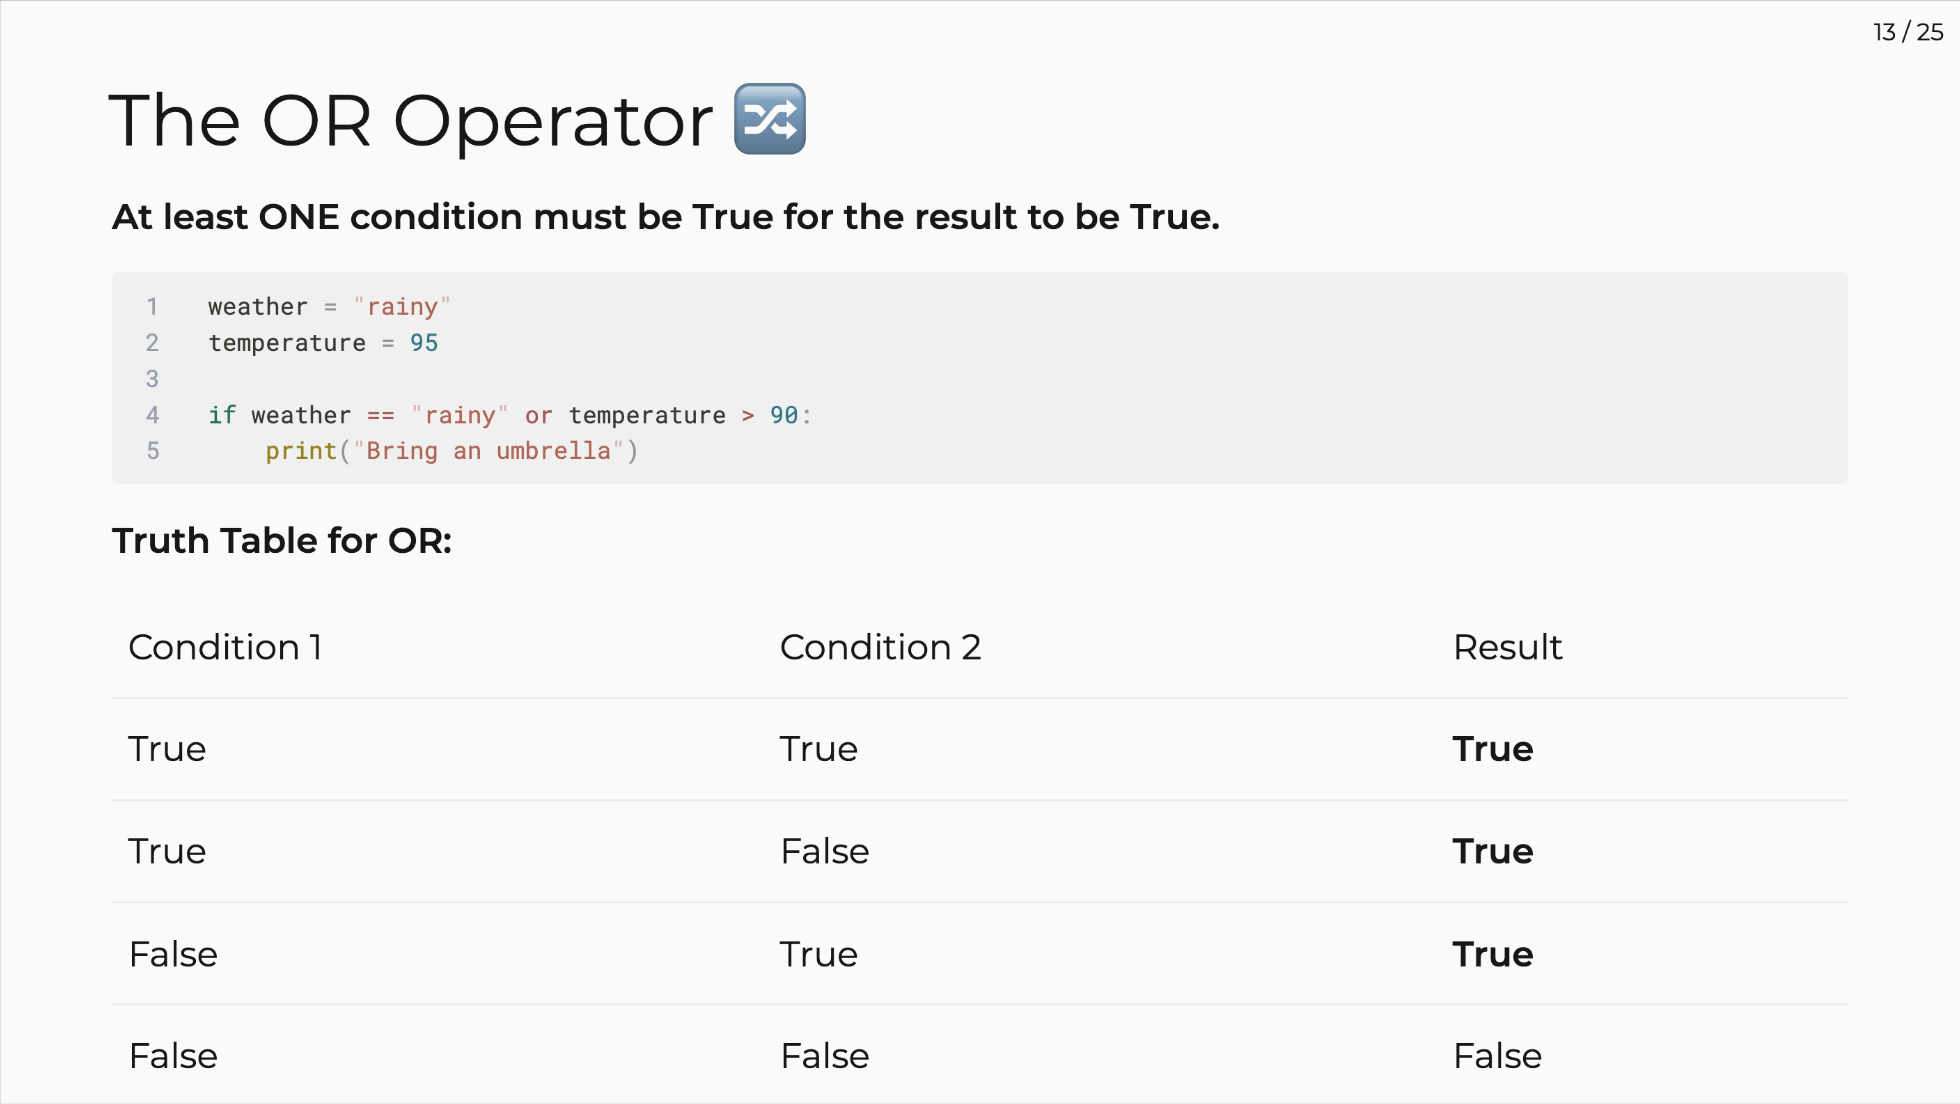 13 / 25
The OR Operator 🔀
At least ONE condition must be True for the result to be True.
1 weather = "rainy"
2 temperature = 95
3
4 if weather == "rainy" or temperature > 90:
5     print("Bring an umbrella")
Truth Table for OR:
Condition 1 Condition 2 Result
True True True
True False True
False True True
False False False